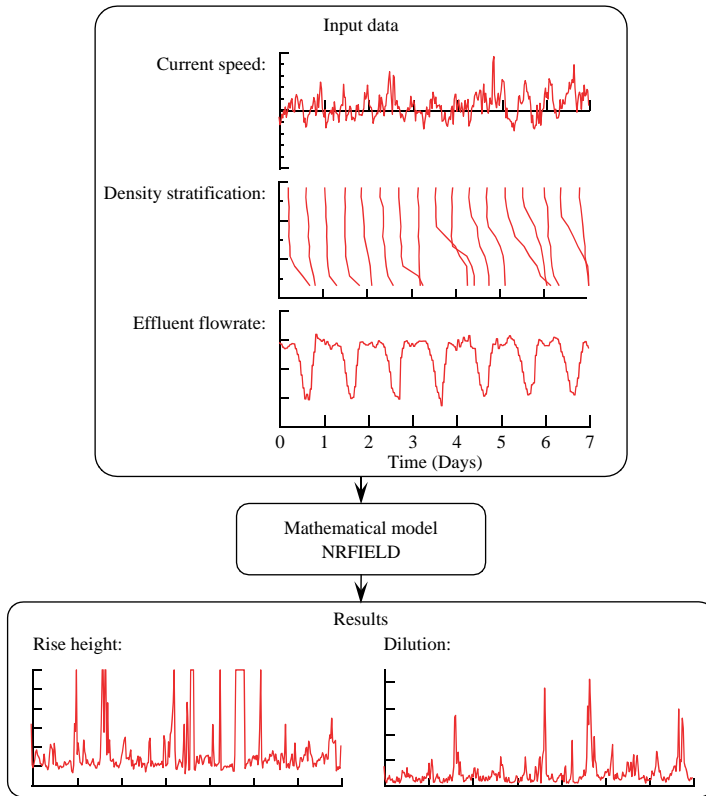 Input data
Current speed:
Density stratification:
Effluent flowrate:
0 1 2 3 4 5 6 7
Time (Days)
Mathematical model
NRFIELD
Results
Rise height:
Dilution: